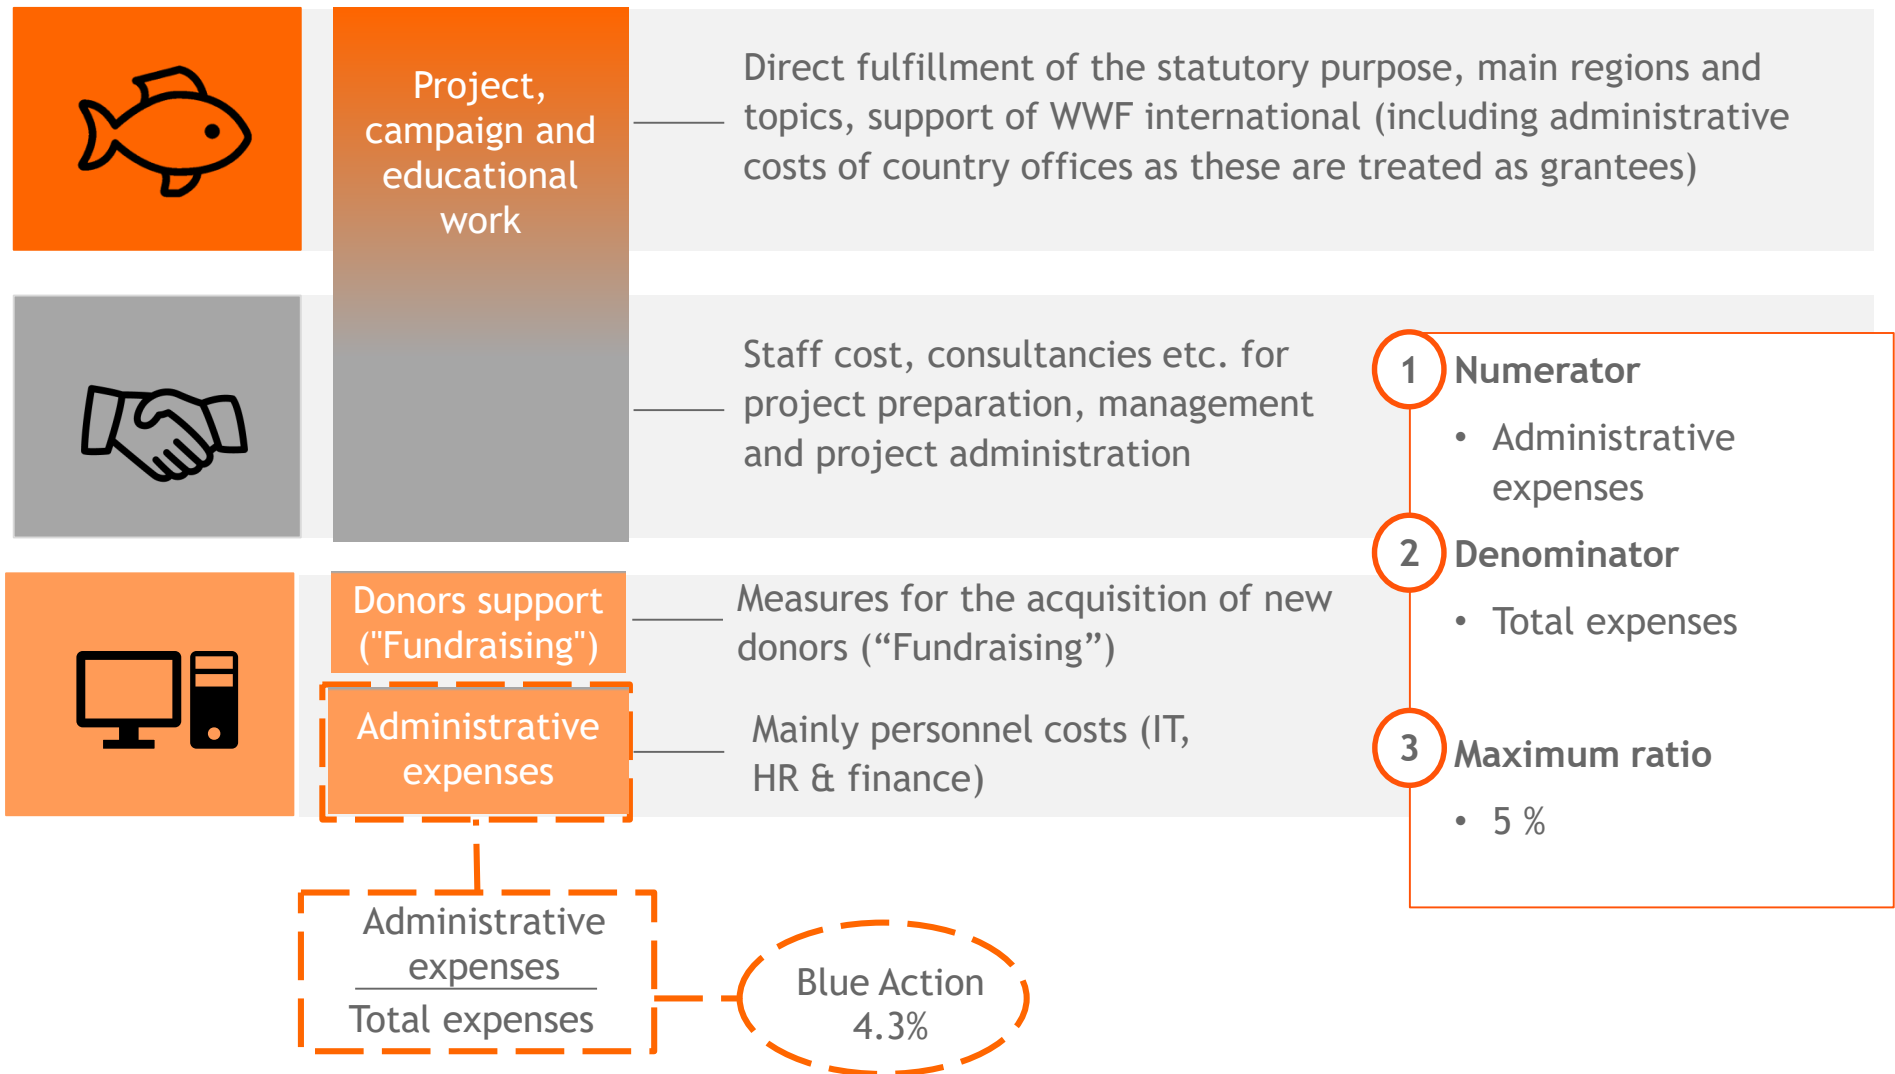 Project,
campaign and
educational
work
Direct fulfillment of the statutory purpose, main regions and
topics, support of WWF international (including administrative
costs of country offices as these are treated as grantees)
Staff cost, consultancies etc. for
project preparation, management
and project administration
Donors support
("Fundraising")
Measures for the acquisition of new
donors (“Fundraising”)
Administrative
expenses
Mainly personnel costs (IT,
HR & finance)
1 Numerator
• Administrative
expenses
2 Denominator
• Total expenses
3 Maximum ratio
• 5 %
Administrative
expenses
Total expenses
Blue Action
4.3%